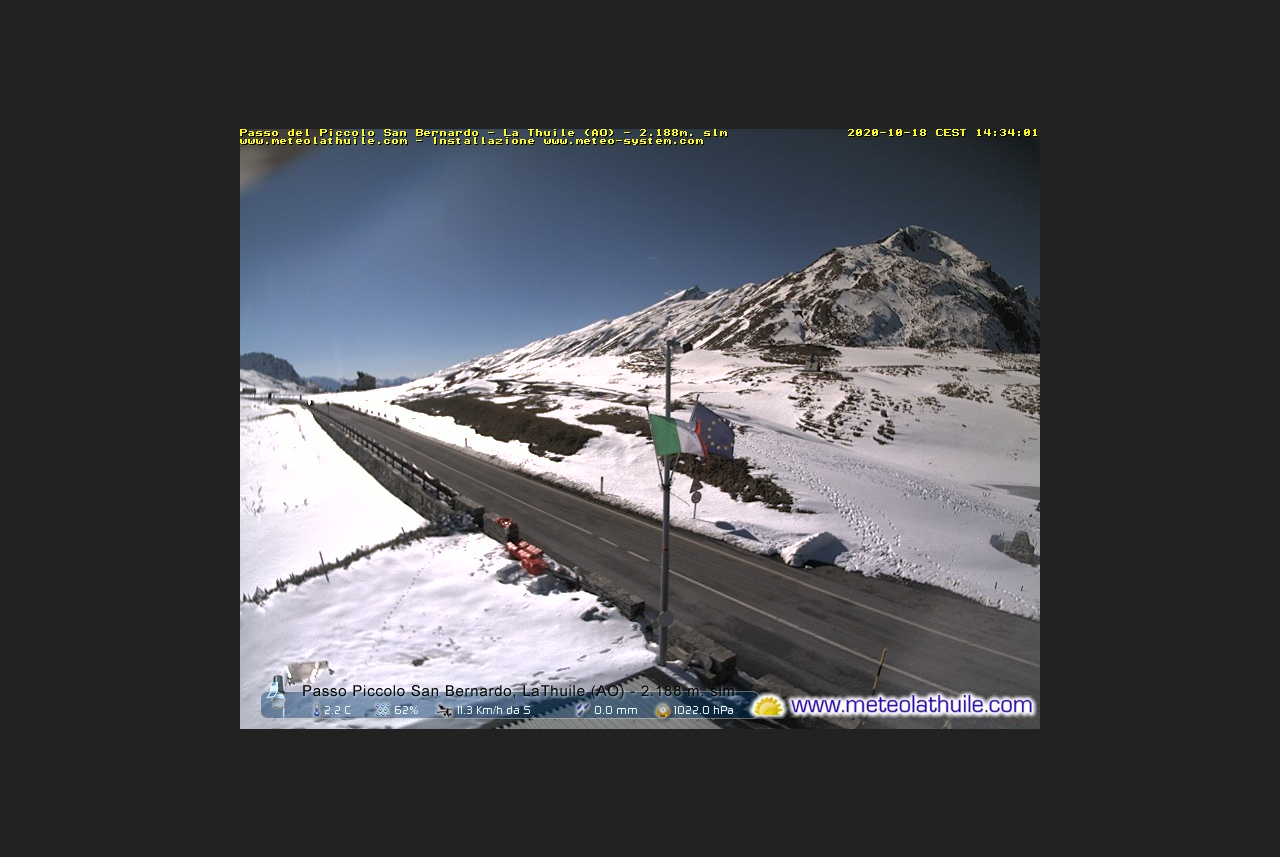 Passo del Piccolo San Bernardo - La Thuile (AO) - 2.188m. slm
2020-10-18 CEST 14:34:01
www.meteolathuile.com - Installazione www.meteo-system.com
Passo Piccolo San Bernardo, LaThuile (AO) - 2.188 m. slm
2.2 C 62% 11.3 Km/h da S 0.0 mm 1022.0 hPa
www.meteolathuile.com